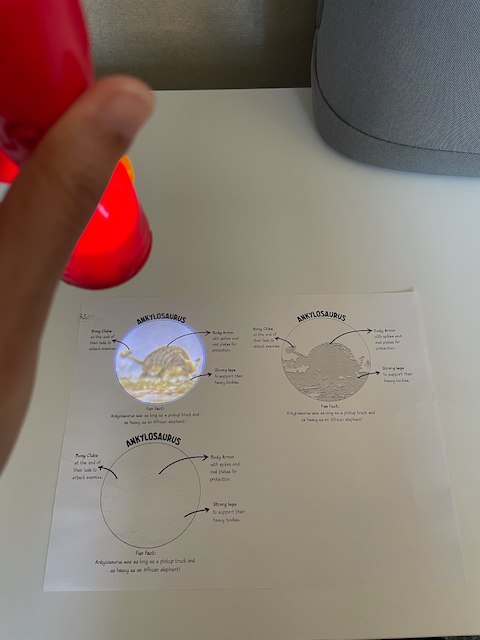 ANKYLOSAURUS
Bony Clubs
at the end of
their tails to
attack enemies.
Body Armor
with spikes and
oval plates for
protection.
Strong legs
to support their
heavy bodies.
Fun Fact:
Ankylosaurus was as long as a pickup truck and
as heavy as an African elephant!
ANKYLOSAURUS
Bony Clubs
at the end of
their tails to
attack enemies.
Body Armor
with spikes and
oval plates for
protection.
Strong legs
to support their
heavy bodies.
Fun Fact:
Ankylosaurus was as long as a pickup truck and
as heavy as an African elephant!
ANKYLOSAURUS
Bony Clubs
at the end of
their tails to
attack enemies.
Body Armor
with spikes and
oval plates for
protection.
Strong legs
to support their
heavy bodies.
Fun Fact:
Ankylosaurus was as long as a pickup truck and
as heavy as an African elephant!